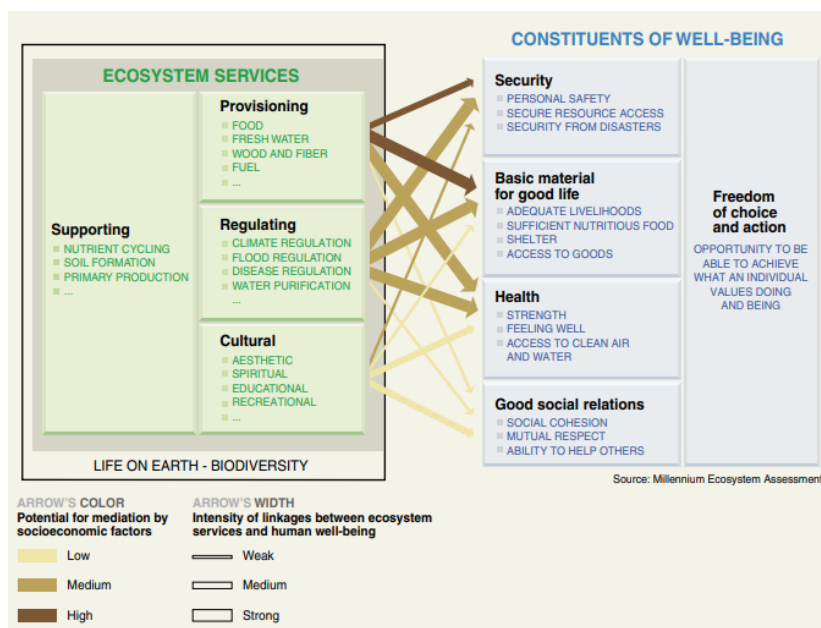 CONSTITUENTS OF WELL-BEING
ECOSYSTEM SERVICES
Supporting
NUTRIENT CYCLING
SOIL FORMATION
PRIMARY PRODUCTION
...
Provisioning
FOOD
FRESH WATER
WOOD AND FIBER
FUEL
...
Regulating
CLIMATE REGULATION
FLOOD REGULATION
DISEASE REGULATION
WATER PURIFICATION
...
Cultural
AESTHETIC
SPIRITUAL
EDUCATIONAL
RECREATIONAL
...
LIFE ON EARTH - BIODIVERSITY
Security
PERSONAL SAFETY
SECURE RESOURCE ACCESS
SECURITY FROM DISASTERS
Basic material
for good life
ADEQUATE LIVELIHOODS
SUFFICIENT NUTRITIOUS FOOD
SHELTER
ACCESS TO GOODS
Health
STRENGTH
FEELING WELL
ACCESS TO CLEAN AIR
AND WATER
Good social relations
SOCIAL COHESION
MUTUAL RESPECT
ABILITY TO HELP OTHERS
Freedom
of choice
and action
OPPORTUNITY TO BE
ABLE TO ACHIEVE
WHAT AN INDIVIDUAL
VALUES DOING
AND BEING
Source: Millennium Ecosystem Assessment
ARROW'S COLOR
Potential for mediation by
socioeconomic factors
Low
Medium
High
ARROW'S WIDTH
Intensity of linkages between ecosystem
services and human well-being
Weak
Medium
Strong